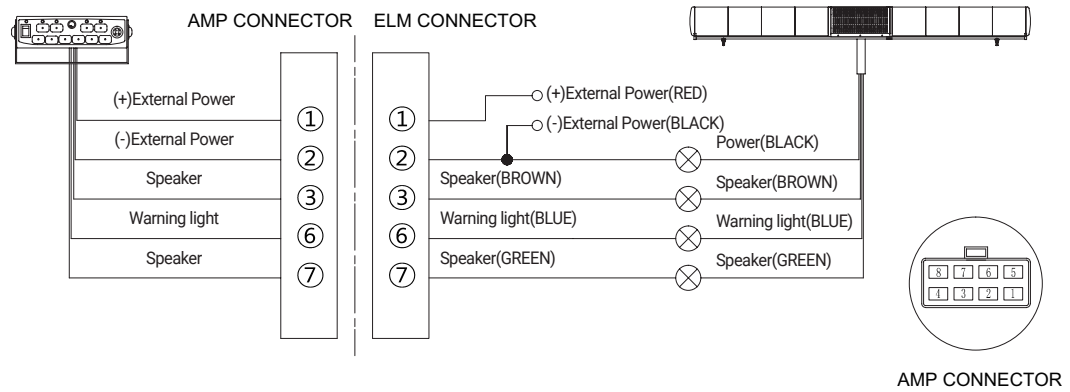 AMP CONNECTOR
ELM CONNECTOR
(+)External Power
(-)External Power
Speaker
Warning light
Speaker
①
②
③
⑥
⑦
①
②
③
⑥
⑦
(+)External Power(RED)
(-)External Power(BLACK)
Speaker(BROWN)
Warning light(BLUE)
Speaker(GREEN)
Power(BLACK)
Speaker(BROWN)
Warning light(BLUE)
Speaker(GREEN)
8 7 6 5
4 3 2 1
AMP CONNECTOR